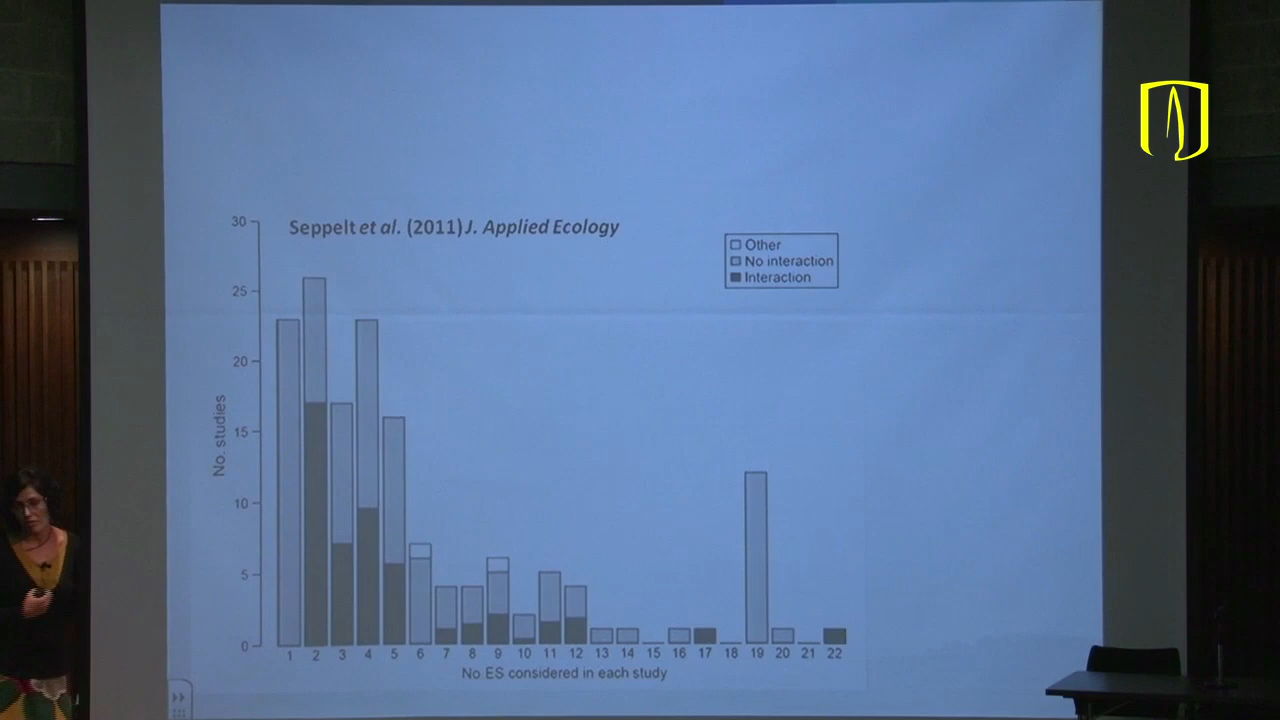 Seppelt et al. (2011) J. Applied Ecology
Other
No interaction
Interaction
30
25
20
15
10
5
0
No. studies
1 2 3 4 5 6 7 8 9 10 11 12 13 14 15 16 17 18 19 20 21 22
No ES considered in each study